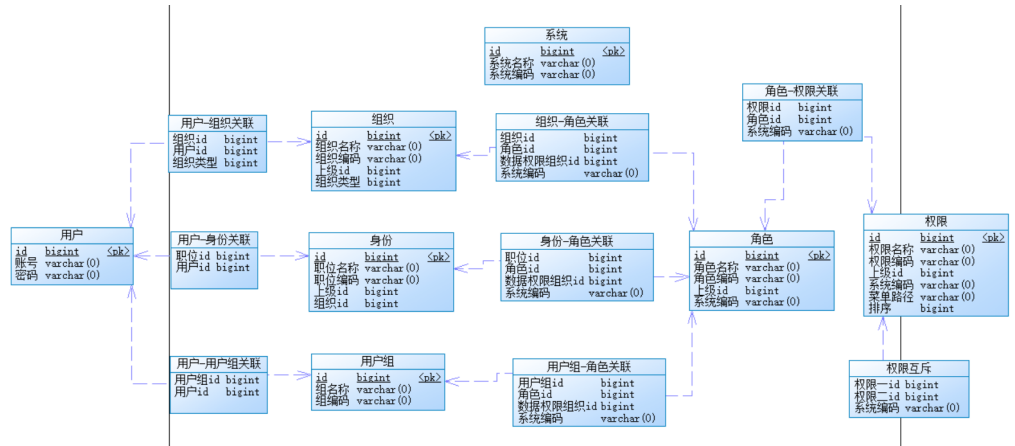 系统
id bigint <pk>
系统名称 varchar(0)
系统编码 varchar(0)
角色-权限关联
权限id bigint
角色id bigint
系统编码 varchar(0)
用户-组织关联
组织id bigint
用户id bigint
组织类型 bigint
组织
id bigint <pk>
组织名称 varchar(0)
组织编码 varchar(0)
上级id bigint
组织类型 bigint
组织-角色关联
组织id bigint
角色id bigint
数据权限组织id bigint
系统编码 varchar(0)
用户
id bigint <pk>
账号 varchar(0)
密码 varchar(0)
用户-身份关联
职位id bigint
用户id bigint
身份
id bigint <pk>
职位名称 varchar(0)
职位编码 varchar(0)
上级id bigint
组织id bigint
身份-角色关联
职位id bigint
角色id bigint
数据权限组织id bigint
系统编码 varchar(0)
角色
id bigint <pk>
角色名称 varchar(0)
角色编码 varchar(0)
上级id bigint
系统编码 varchar(0)
权限
id bigint <pk>
权限名称 varchar(0)
权限编码 varchar(0)
上级id bigint
系统编码 varchar(0)
菜单路径 varchar(0)
排序 bigint
用户-用户组关联
用户组id bigint
用户id bigint
用户组
id bigint <pk>
组名称 varchar(0)
组编码 varchar(0)
用户组-角色关联
用户组id bigint
角色id bigint
数据权限组织id bigint
系统编码 varchar(0)
权限互斥
权限一id bigint
权限二id bigint
系统编码 varchar(0)